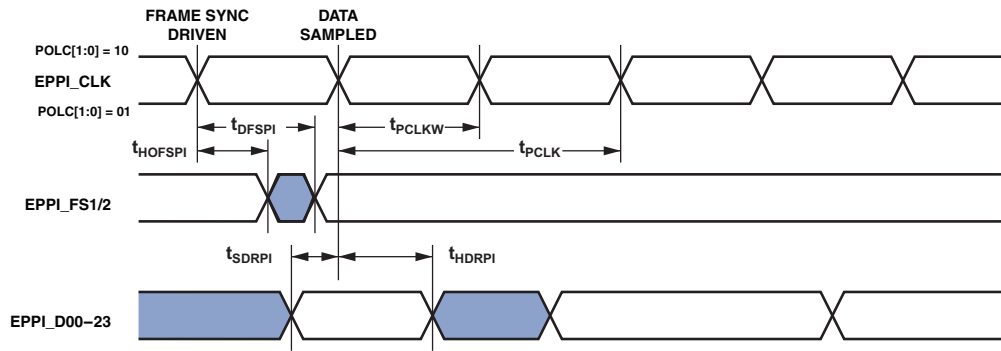 FRAME SYNC
DRIVEN
DATA
SAMPLED
POLC[1:0] = 10
EPPI_CLK
POLC[1:0] = 01
tDFSPI
tPCLKW
tHOFSPI
tPCLK
EPPI_FS1/2
tSDRPI
tHDRPI
EPPI_D00–23